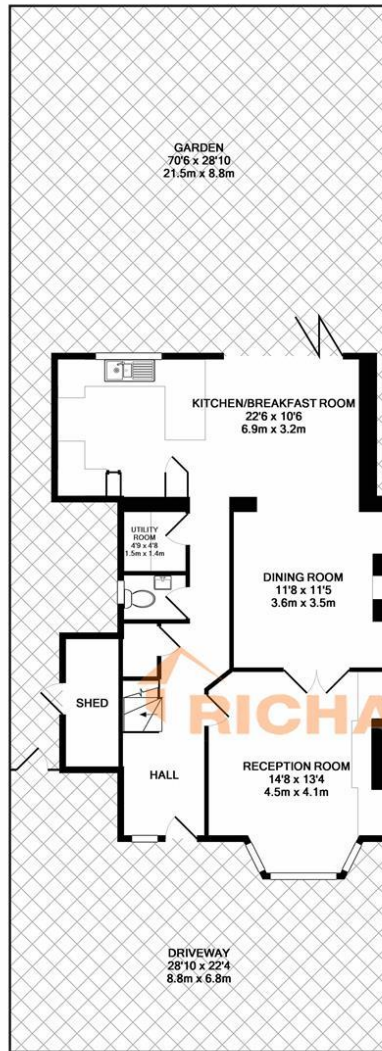 GARDEN
70'6 x 28'10
21.5m x 8.8m
KITCHEN/BREAKFAST ROOM
22'6 x 10'6
6.9m x 3.2m
UTILITY
ROOM
4'9 x 4'8
1.5m x 1.4m
DINING ROOM
11'8 x 11'5
3.6m x 3.5m
SHED
RICHA
HALL
RECEPTION ROOM
14'8 x 13'4
4.5m x 4.1m
DRIVEWAY
28'10 x 22'4
8.8m x 6.8m